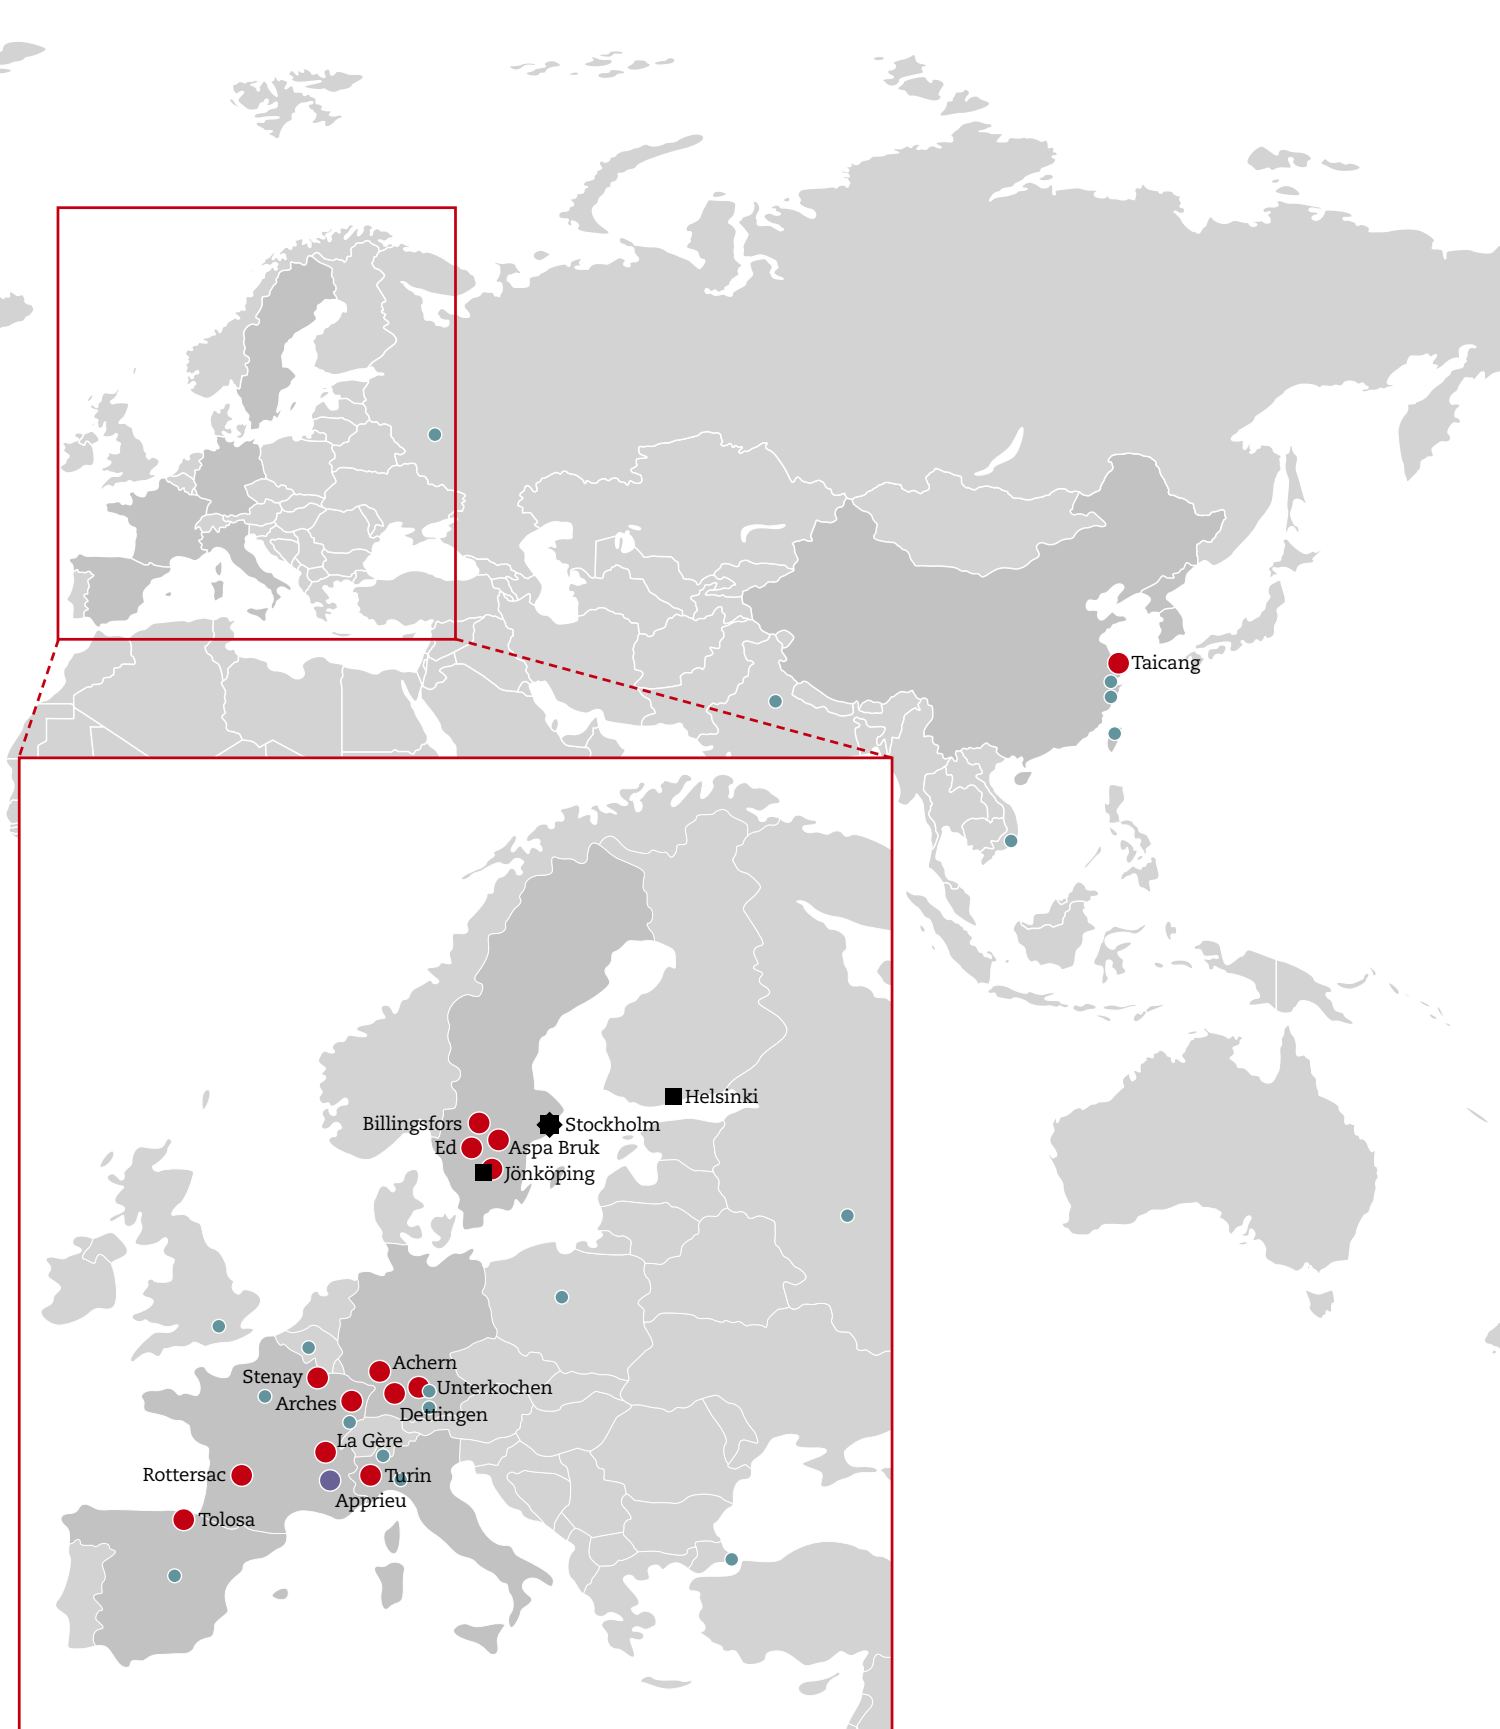 Taicang
Helsinki
Billingsfors
Stockholm
Ed
Aspa Bruk
Jönköping
Achern
Stenay
Unterkochen
Arches
Dettingen
La Gère
Rottersac
Turin
Apprieu
Tolosa